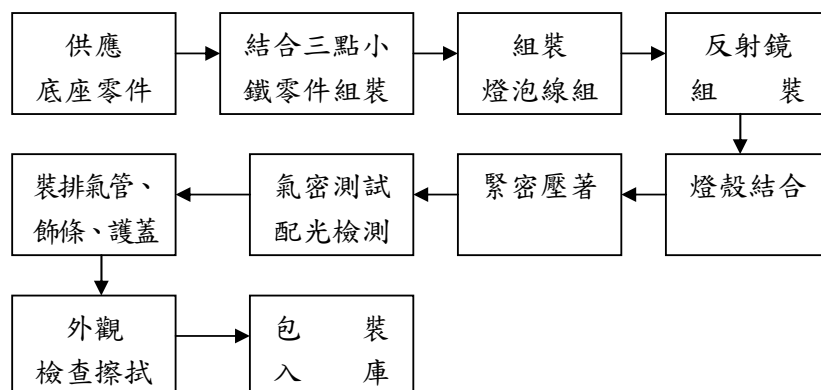 供應
底座零件
結合三點小
鐵零件組裝
組裝
燈泡線組
反射鏡
組 裝
燈殼結合
緊密壓著
氣密測試
配光檢測
裝排氣管、
飾條、護蓋
外觀
檢查擦拭
包 裝
入 庫